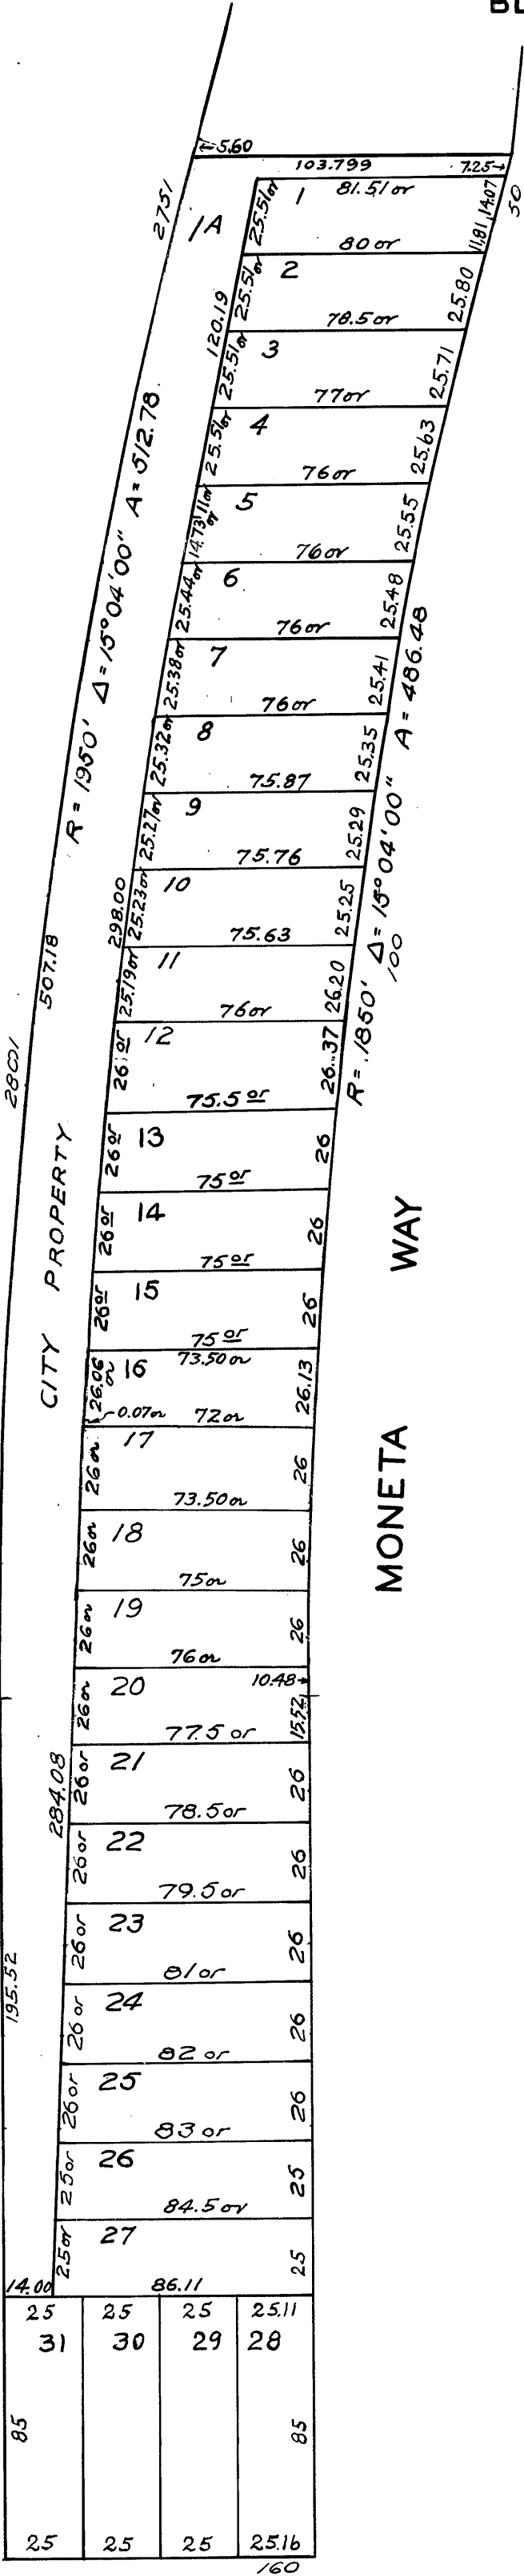 5.60
103.799 7.25
2751
1A
1 81.51 or
25.51 or 11.81 14.07
50
80 or
2
25.51 or 25.80
78.5 or
120.19
3
25.51 or 25.71
77 or
4
25.51 or 25.63
76 or
5
14.73 11 or
or 25.55
76 or
6
25.44 or 25.48
76 or
7
25.38 or 25.41
76 or
8
25.32 or 25.35
75.87
9
25.27 or 25.29
75.76
10
25.23 or 25.25
75.63
11
25.19 or 26.20
76 or
12
26 or 26.37
75.5 or
13
26 or 26
75 or
14
26 or 26
75 or
15
26 or 26
75 or
73.50 or
16
26.06 or 26.13
0.07 or 72 or
17
26 or 26
73.50 or
18
26 or 26
75 or
19
26 or 26
76 or
20 10.48
26 or 15.52
77.5 or
21
26 or 26
78.5 or
22
26 or 26
79.5 or
23
26 or 26
81 or
24
26 or 26
82 or
25
26 or 26
83 or
26
25 or 25
84.5 or
27
25 or 25
14.00 86.11
R = 1950' Δ = 15° 04' 00" A = 512.78
R = 1850' Δ = 15° 04' 00" A = 486.48
100
298.00
507.18
2801
CITY PROPERTY
MONETA WAY
284.08
195.52
25 25 25 25.11
31 30 29 28
85 85
25 25 25 25.16
160